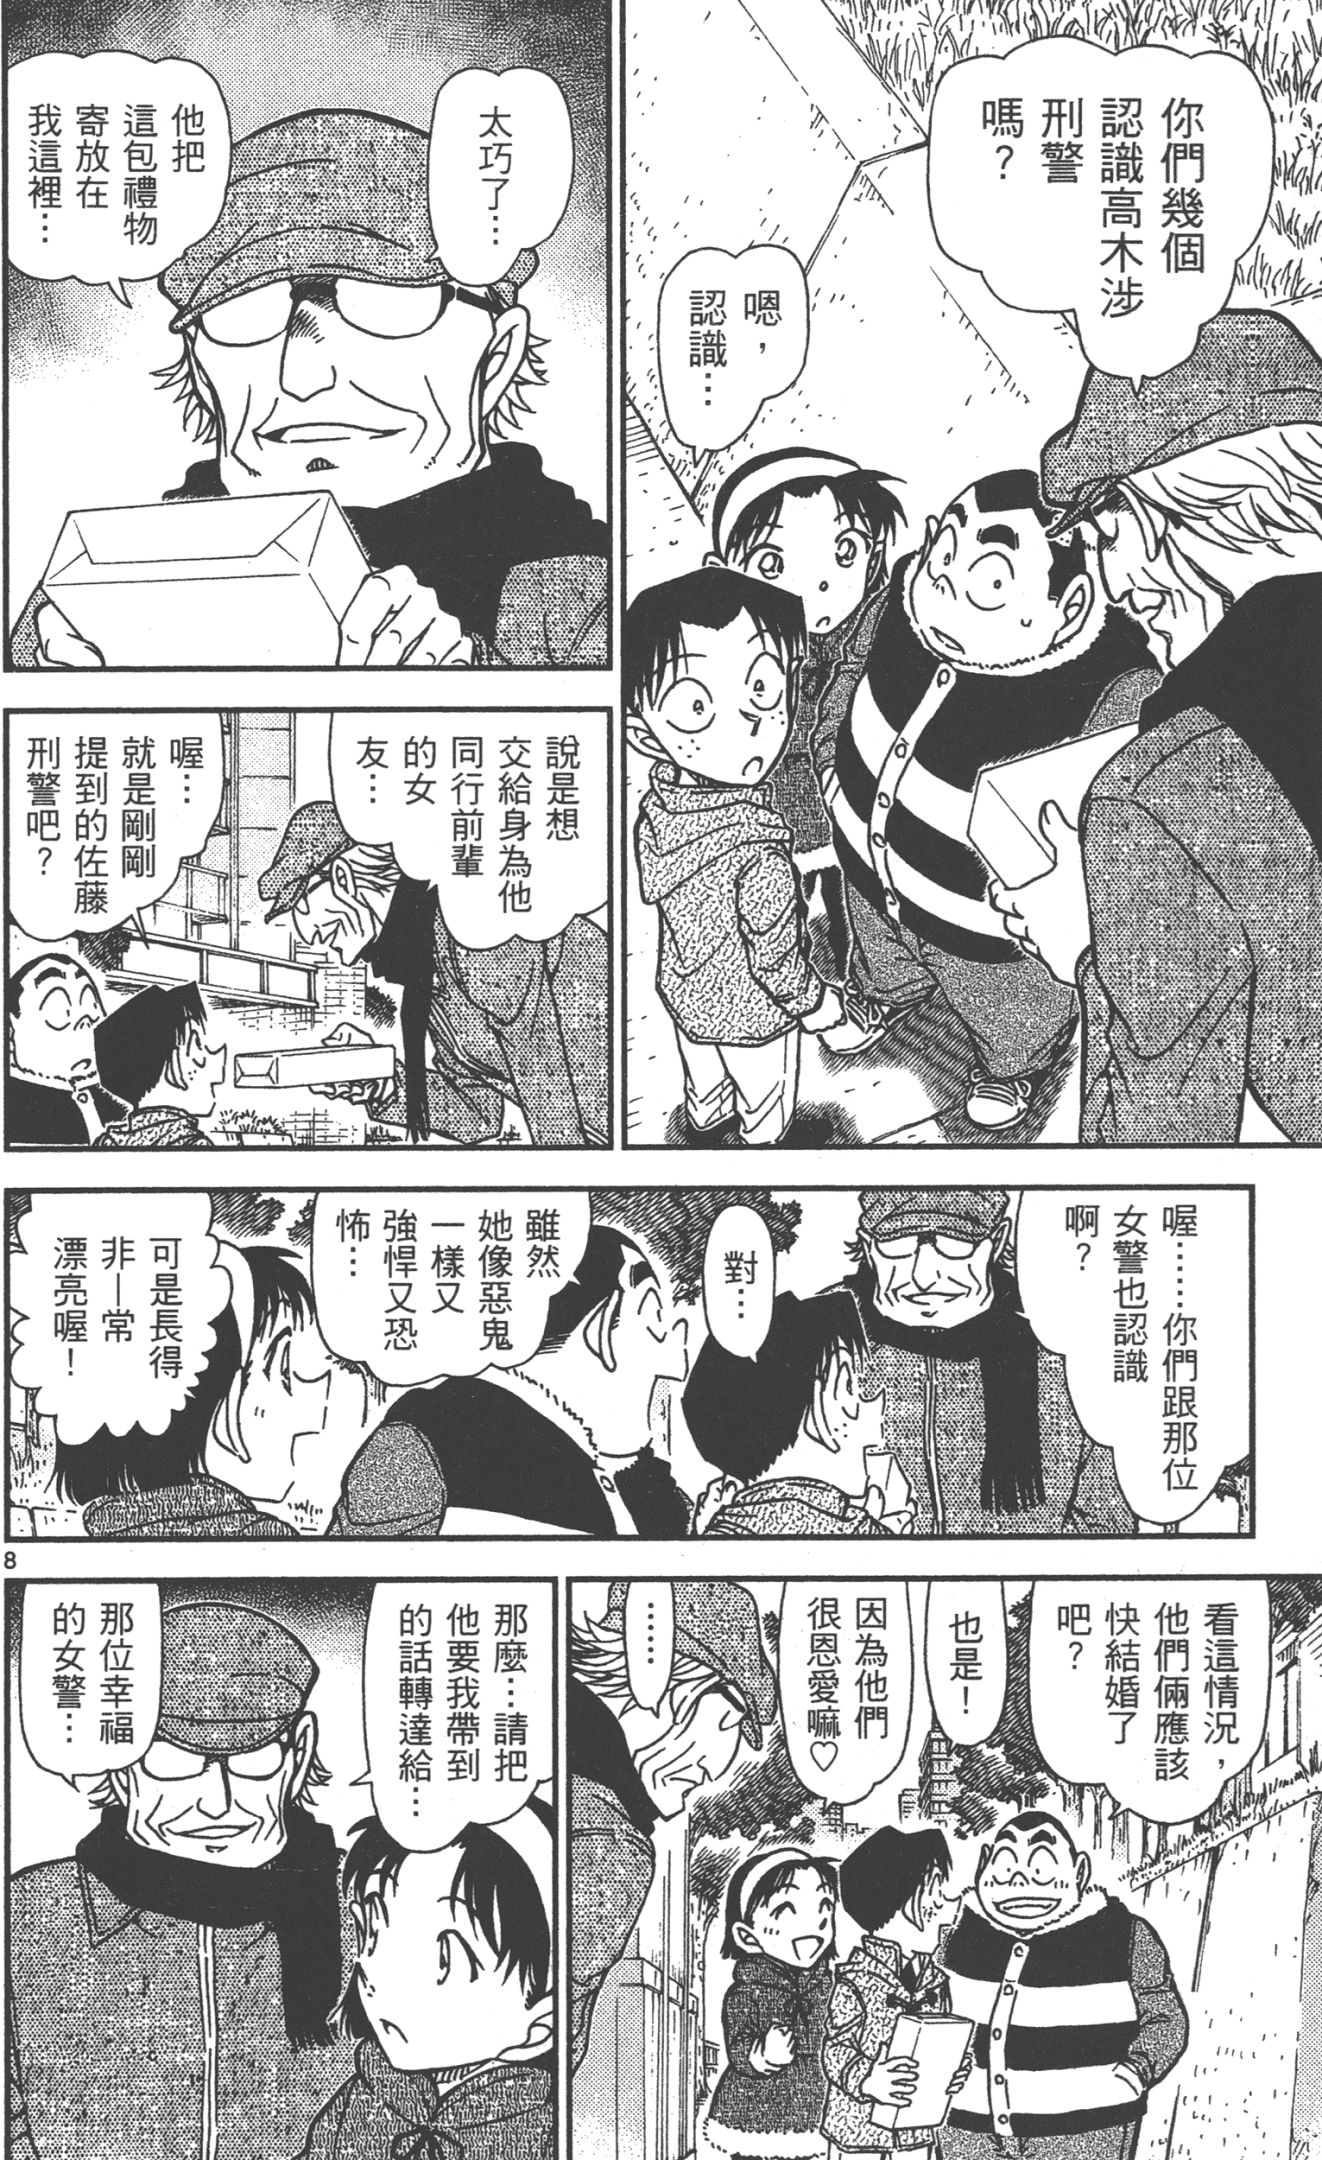 你們幾個
認識高木涉
刑警
嗎？
嗯，
認識…
太巧了…
他把
這包禮物
寄放在
我這裡…
說是想
交給身為他
同行前輩
的女
友…
喔…
就是剛剛
提到的佐藤
刑警吧？
喔……你們跟那位
女警也認識
啊？
對…
雖然
她像惡鬼
一樣又
強悍又恐
怖…
可是長得
非—常
漂亮喔！
8
看這情況，
他們倆應該
快結婚了
吧？
也是！
因為他們
很恩愛嘛♡
……
那麼…請把
他要我帶到
的話轉達給…
那位幸福
的女警…